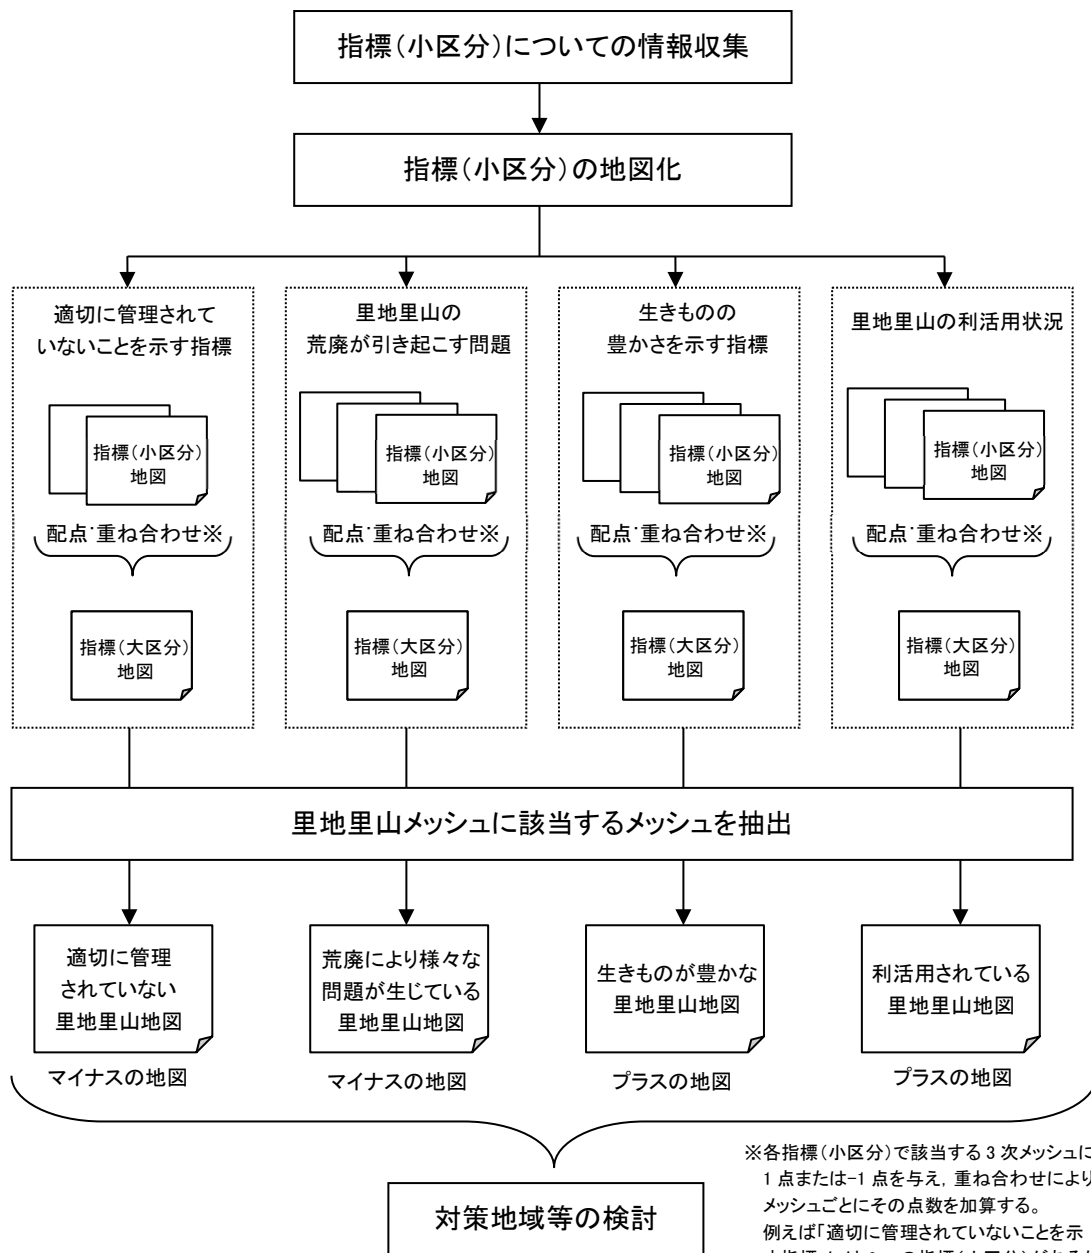 指標(小区分)についての情報収集
指標(小区分)の地図化
適切に管理されて
いないことを示す指標
指標(小区分)
地図
配点・重ね合わせ※
指標(大区分)
地図
里地里山の
荒廃が引き起こす問題
指標(小区分)
地図
配点・重ね合わせ※
指標(大区分)
地図
生きものの
豊かさを示す指標
指標(小区分)
地図
配点・重ね合わせ※
指標(大区分)
地図
里地里山の利活用状況
指標(小区分)
地図
配点・重ね合わせ※
指標(大区分)
地図
里地里山メッシュに該当するメッシュを抽出
適切に管理
されていない
里地里山地図
マイナスの地図
荒廃により様々な
問題が生じている
里地里山地図
マイナスの地図
生きものが豊かな
里地里山地図
プラスの地図
利活用されている
里地里山地図
プラスの地図
対策地域等の検討
※各指標(小区分)で該当する3次メッシュに
1点または-1点を与え, 重ね合わせにより
メッシュごとにその点数を加算する。
例えば「適切に管理されていないことを示